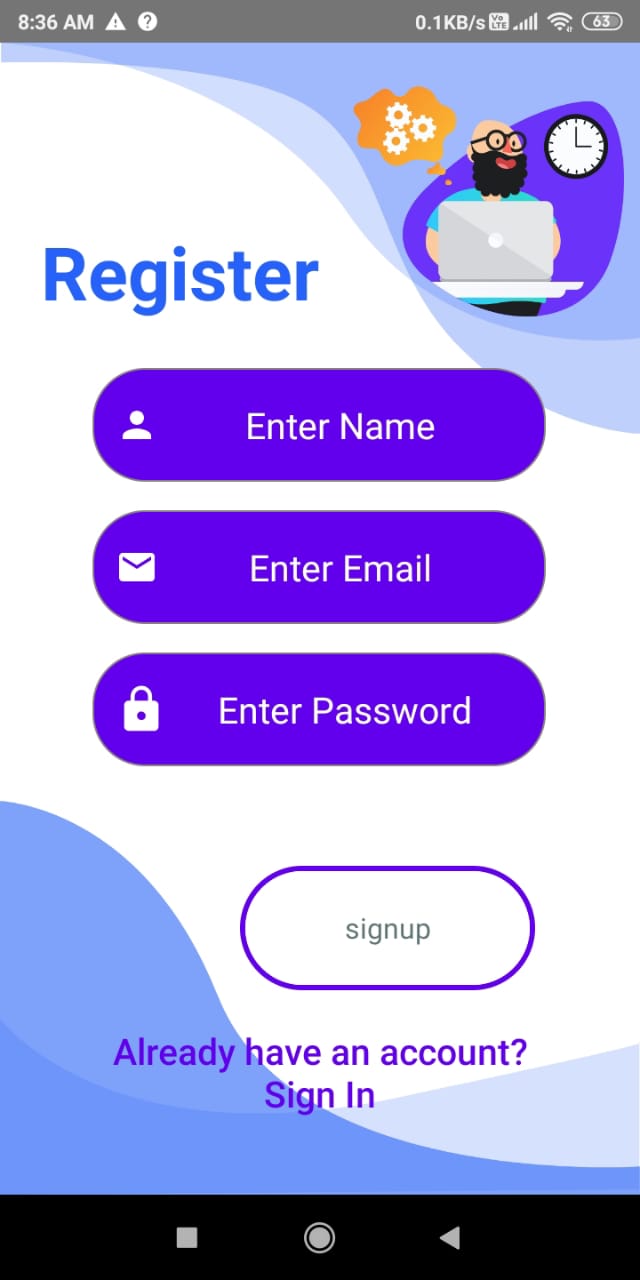 8:36 AM 0.1KB/s Vo LTE 63
Register
Enter Name
Enter Email
Enter Password
signup
Already have an account?
Sign In